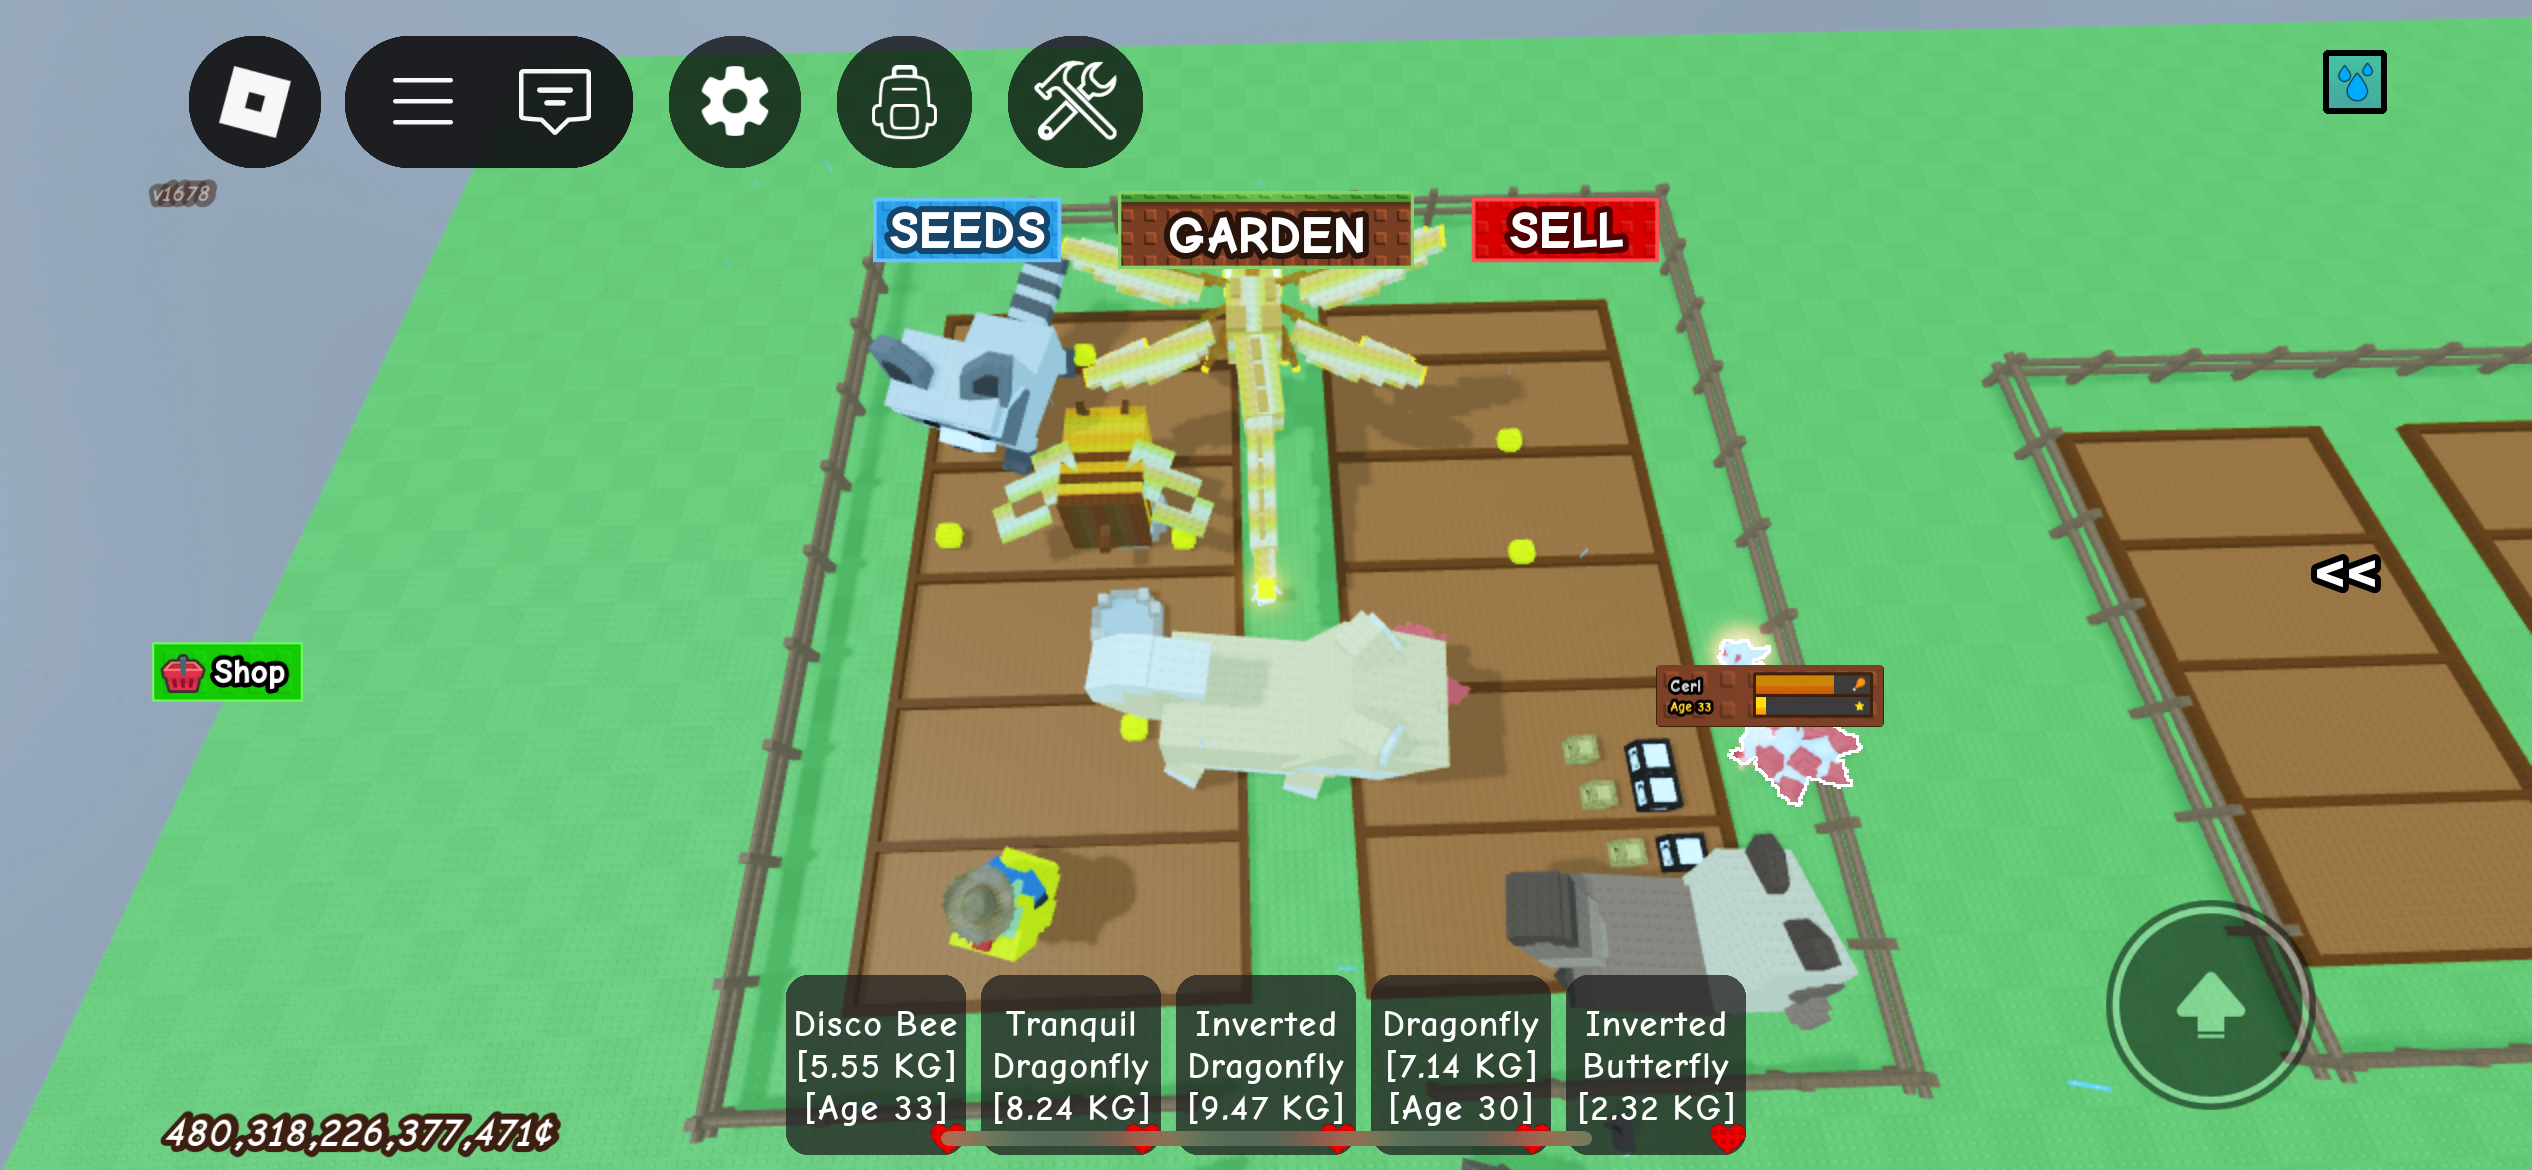 v1678
SEEDS
GARDEN
SELL
<<
Shop
Ceri
Age 33
Disco Bee
[5.55 KG]
[Age 33]
Tranquil
Dragonfly
[8.24 KG]
Inverted
Dragonfly
[9.47 KG]
Dragonfly
[7.14 KG]
[Age 30]
Inverted
Butterfly
[2.32 KG]
480,318,226,377,471¢